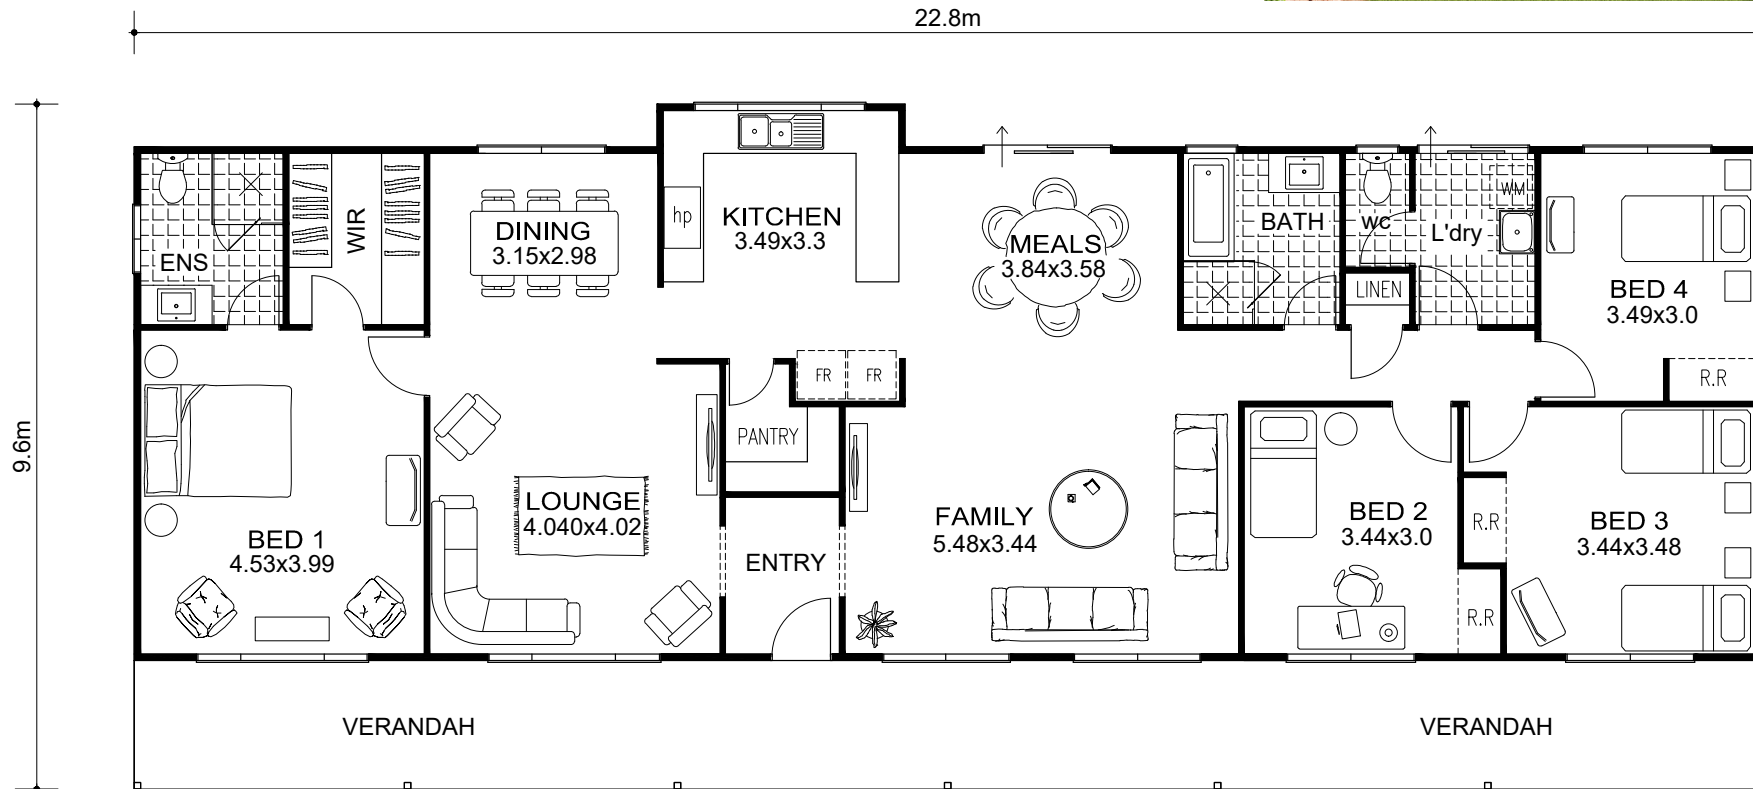 22.8m
9.6m
ENS
WIR
DINING
3.15x2.98
hp
KITCHEN
3.49x3.3
MEALS
3.84x3.58
BATH
wc
WM
L'dry
LINEN
BED 4
3.49x3.0
R.R
FR
FR
PANTRY
BED 1
4.53x3.99
LOUNGE
4.040x4.02
ENTRY
FAMILY
5.48x3.44
BED 2
3.44x3.0
R.R
R.R
BED 3
3.44x3.48
VERANDAH
VERANDAH